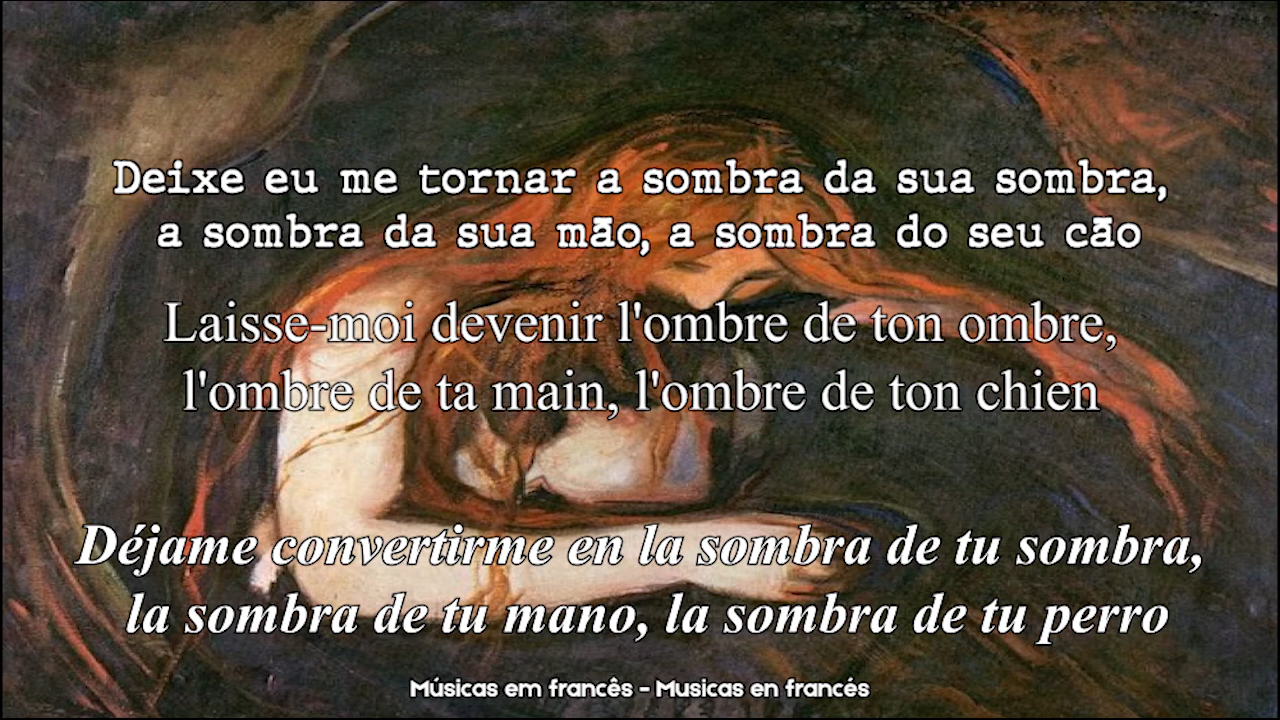 Deixe eu me tornar a sombra da sua sombra,
a sombra da sua mão, a sombra do seu cão
Laisse-moi devenir l'ombre de ton ombre,
l'ombre de ta main, l'ombre de ton chien
Déjame convertirme en la sombra de tu sombra,
la sombra de tu mano, la sombra de tu perro
Músicas em francês - Musicas en francés